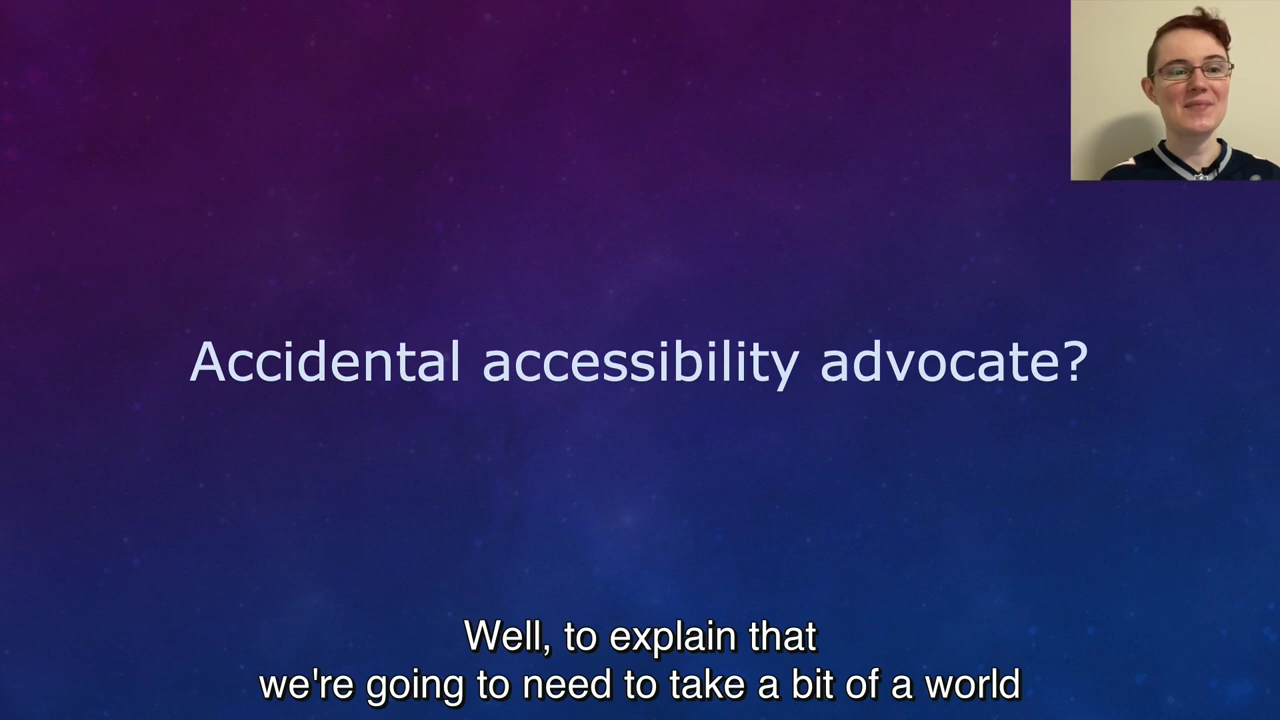 Accidental accessibility advocate?
Well, to explain that
we're going to need to take a bit of a world